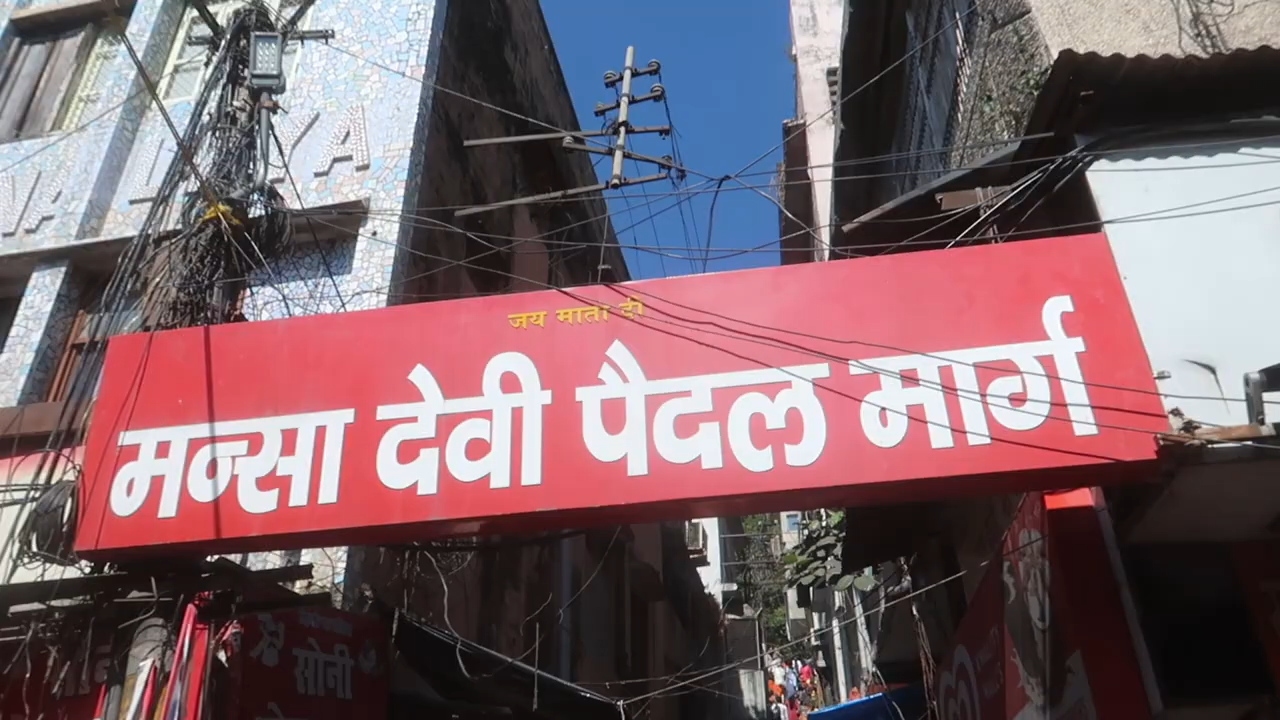 जय माता दी
मन्सा देवी पैदल मार्ग
सोनी